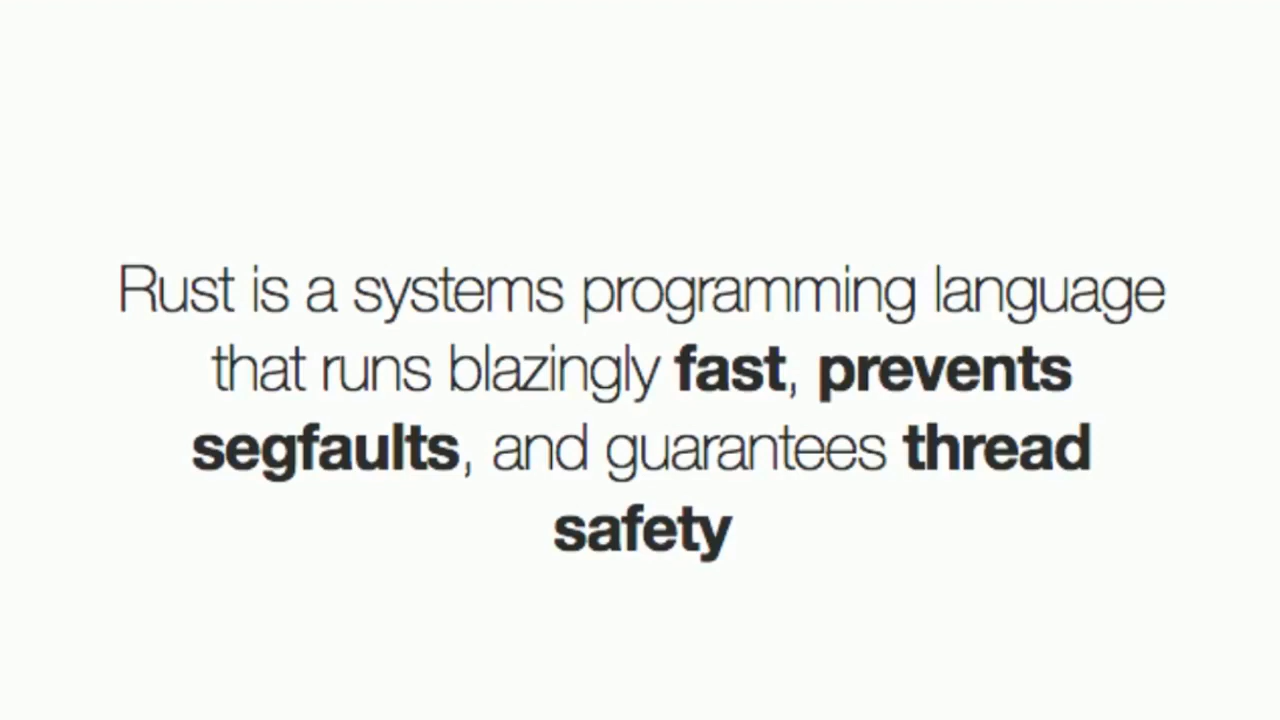 Rust is a systems programming language
that runs blazingly fast, prevents
segfaults, and guarantees thread
safety